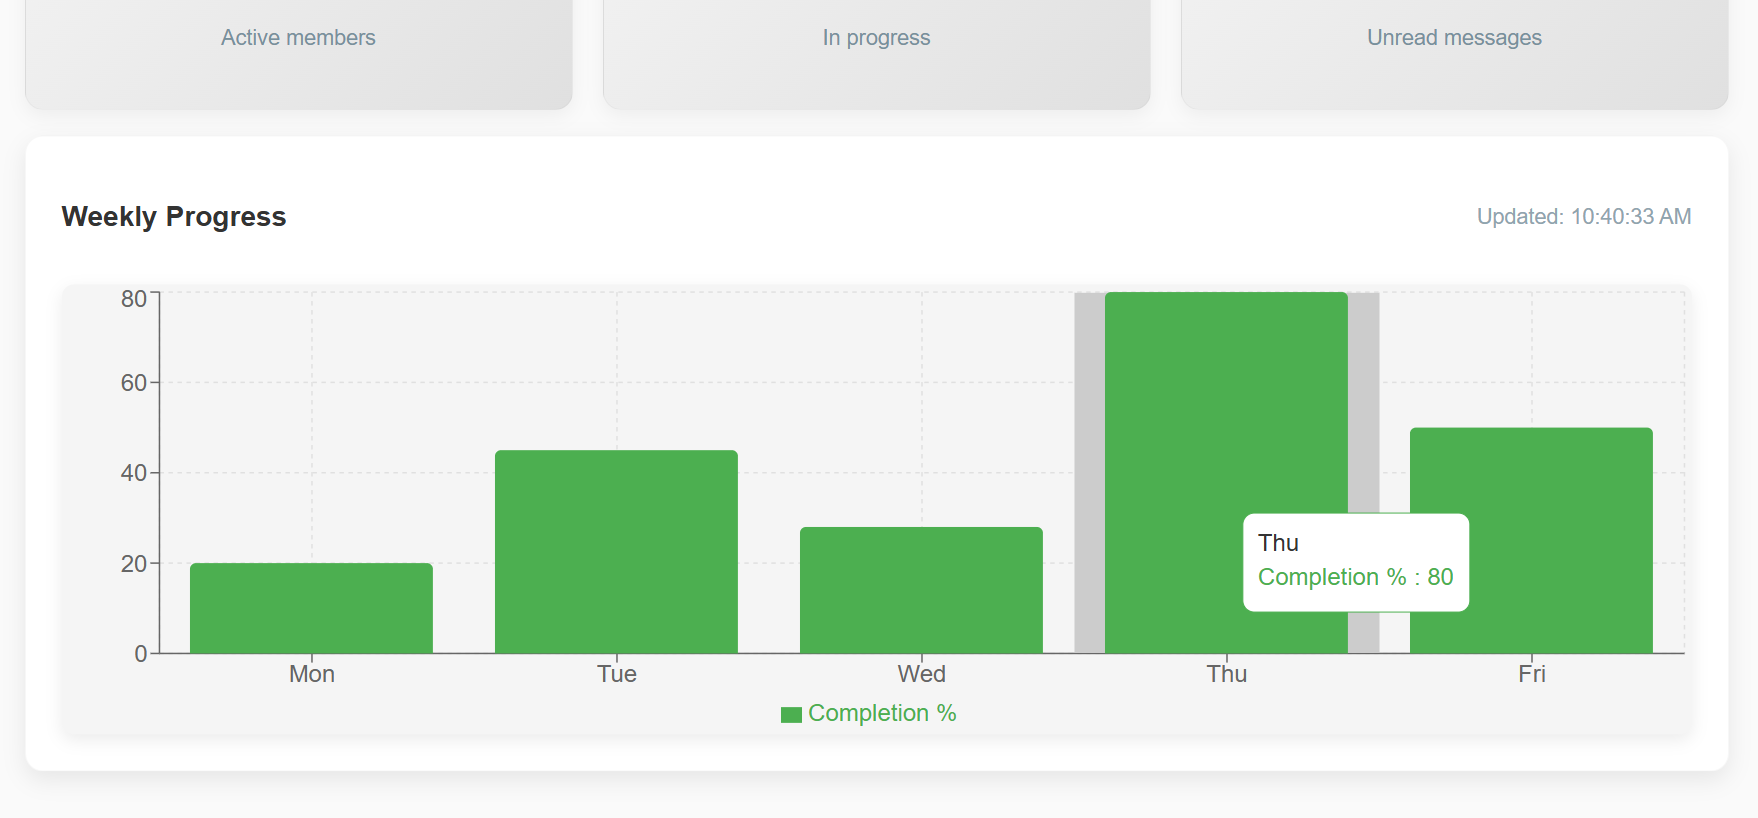 Active members
In progress
Unread messages
Weekly Progress
Updated: 10:40:33 AM
80
60
40
20
0
Thu
Completion % : 80
Mon
Tue
Wed
Thu
Fri
Completion %